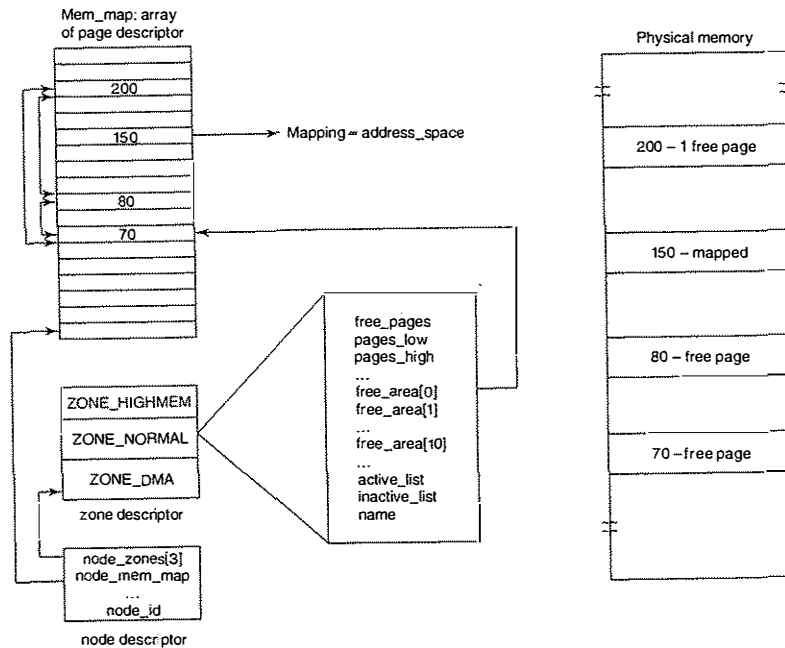 Mem_map: array
of page descriptor
200
150
80
70
Mapping = address_space
free_pages
pages_low
pages_high
...
free_area[0]
free_area[1]
...
free_area[10]
...
active_list
inactive_list
name
ZONE_HIGHMEM
ZONE_NORMAL
ZONE_DMA
zone descriptor
node_zones[3]
node_mem_map
...
node_id
node descriptor
Physical memory
200 – 1 free page
150 – mapped
80 – free page
70 – free page